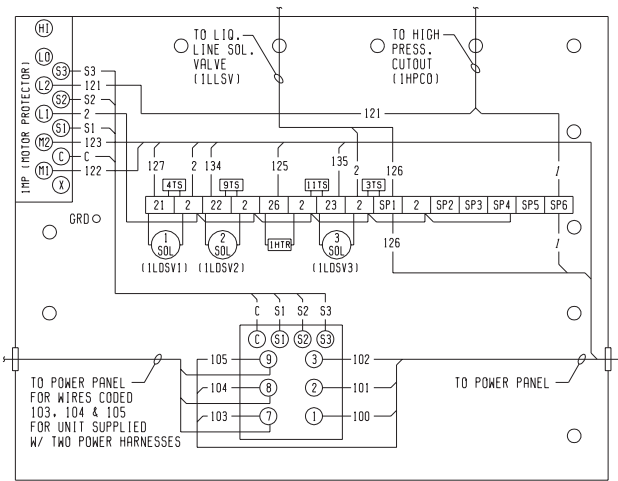 HI
LO
S3 S3
L2 121
S2 S2
L1 2
S1 S1
M2 123
C C
M1 122
X
1MP (MOTOR PROTECTOR)
TO LIQ.
LINE SOL.
VALVE
(1LLSV)
TO HIGH
PRESS.
CUTOUT
(1HPCO)
121
127 2 134 125 135 2 126 1
4TS 9TS 11TS 3TS
21 2 22 2 26 2 23 2 SP1 2 SP2 SP3 SP4 SP5 SP6
GRD
1
SOL
2
SOL
1HTR
3
SOL
126 1
(1LDSV1) (1LDSV2) (1LDSV3)
C S1 S2 S3
C S1 S2 S3
105 9 3 102
104 8 2 101
103 7 1 100
TO POWER PANEL
FOR WIRES CODED
103, 104 & 105
FOR UNIT SUPPLIED
W/ TWO POWER HARNESSES
TO POWER PANEL